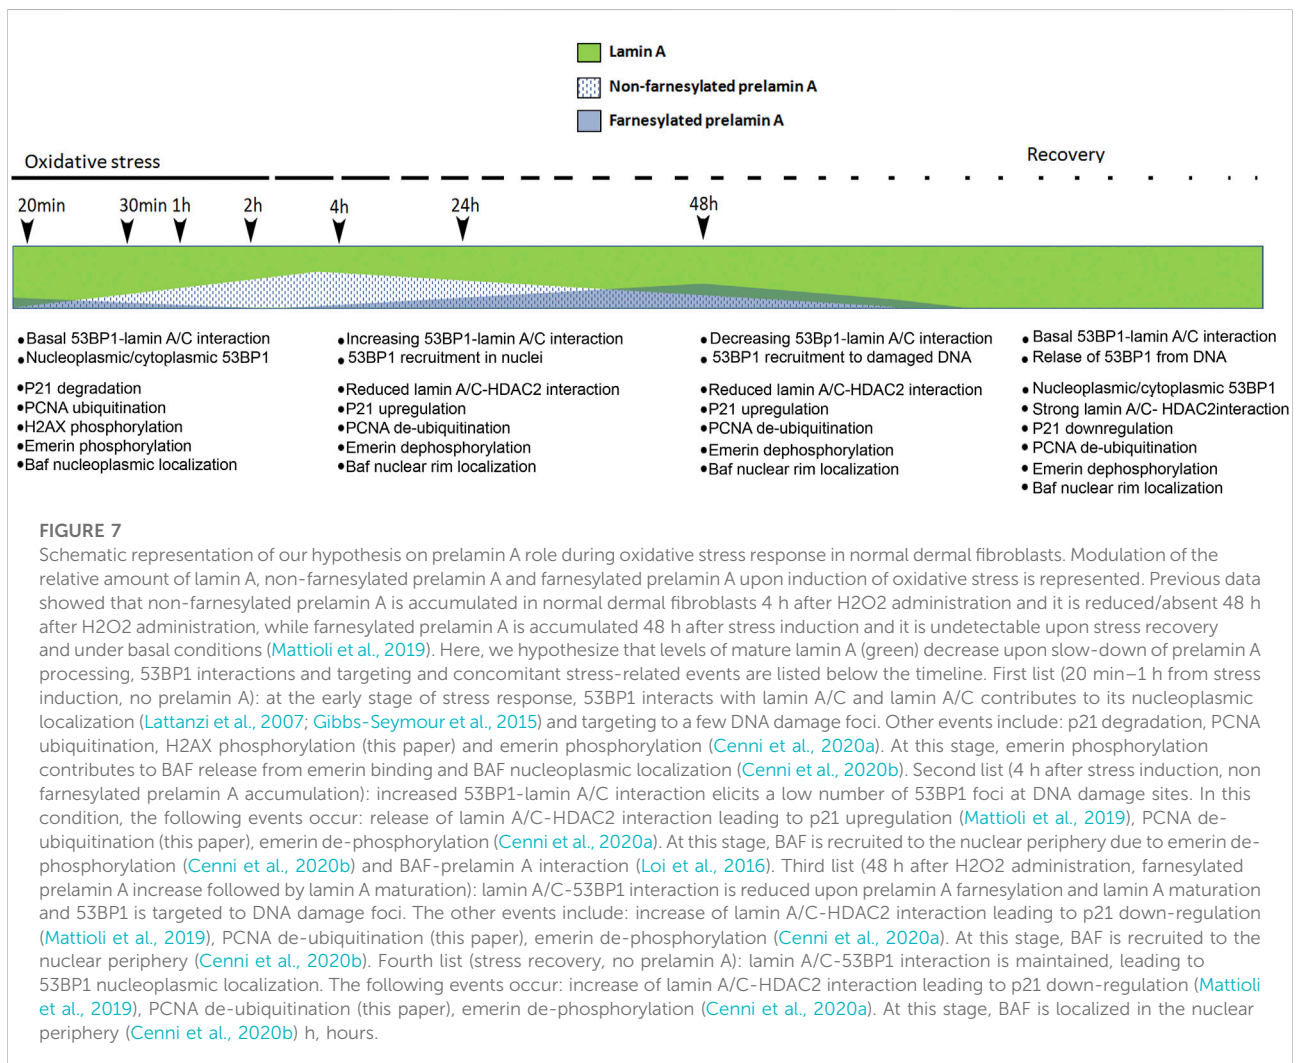 Lamin A
Non-farnesylated prelamin A
Farnesylated prelamin A
Oxidative stress
Recovery
20min 30min 1h 2h 4h 24h 48h
•Basal 53BP1-lamin A/C interaction
•Nucleoplasmic/cytoplasmic 53BP1
•P21 degradation
•PCNA ubiquitination
•H2AX phosphorylation
•Emerin phosphorylation
•Baf nucleoplasmic localization
•Increasing 53BP1-lamin A/C interaction
•53BP1 recruitment in nuclei
•Reduced lamin A/C-HDAC2 interaction
•P21 upregulation
•PCNA de-ubiquitination
•Emerin dephosphorylation
•Baf nuclear rim localization
•Decreasing 53Bp1-lamin A/C interaction
•53BP1 recruitment to damaged DNA
•Reduced lamin A/C-HDAC2 interaction
•P21 upregulation
•PCNA de-ubiquitination
•Emerin dephosphorylation
•Baf nuclear rim localization
• Basal 53BP1-lamin A/C interaction
• Relase of 53BP1 from DNA
• Nucleoplasmic/cytoplasmic 53BP1
• Strong lamin A/C- HDAC2interaction
• P21 downregulation
• PCNA de-ubiquitination
• Emerin dephosphorylation
• Baf nuclear rim localization
FIGURE 7
Schematic representation of our hypothesis on prelamin A role during oxidative stress response in normal dermal fibroblasts. Modulation of the
relative amount of lamin A, non-farnesylated prelamin A and farnesylated prelamin A upon induction of oxidative stress is represented. Previous data
showed that non-farnesylated prelamin A is accumulated in normal dermal fibroblasts 4 h after H2O2 administration and it is reduced/absent 48 h
after H2O2 administration, while farnesylated prelamin A is accumulated 48 h after stress induction and it is undetectable upon stress recovery
and under basal conditions (Mattioli et al., 2019). Here, we hypothesize that levels of mature lamin A (green) decrease upon slow-down of prelamin A
processing, 53BP1 interactions and targeting and concomitant stress-related events are listed below the timeline. First list (20 min–1 h from stress
induction, no prelamin A): at the early stage of stress response, 53BP1 interacts with lamin A/C and lamin A/C contributes to its nucleoplasmic
localization (Lattanzi et al., 2007; Gibbs-Seymour et al., 2015) and targeting to a few DNA damage foci. Other events include: p21 degradation, PCNA
ubiquitination, H2AX phosphorylation (this paper) and emerin phosphorylation (Cenni et al., 2020a). At this stage, emerin phosphorylation
contributes to BAF release from emerin binding and BAF nucleoplasmic localization (Cenni et al., 2020b). Second list (4 h after stress induction, non
farnesylated prelamin A accumulation): increased 53BP1-lamin A/C interaction elicits a low number of 53BP1 foci at DNA damage sites. In this
condition, the following events occur: release of lamin A/C-HDAC2 interaction leading to p21 upregulation (Mattioli et al., 2019), PCNA de-
ubiquitination (this paper), emerin de-phosphorylation (Cenni et al., 2020a). At this stage, BAF is recruited to the nuclear periphery due to emerin de-
phosphorylation (Cenni et al., 2020b) and BAF-prelamin A interaction (Loi et al., 2016). Third list (48 h after H2O2 administration, farnesylated
prelamin A increase followed by lamin A maturation): lamin A/C-53BP1 interaction is reduced upon prelamin A farnesylation and lamin A maturation
and 53BP1 is targeted to DNA damage foci. The other events include: increase of lamin A/C-HDAC2 interaction leading to p21 down-regulation
(Mattioli et al., 2019), PCNA de-ubiquitination (this paper), emerin de-phosphorylation (Cenni et al., 2020a). At this stage, BAF is recruited to the
nuclear periphery (Cenni et al., 2020b). Fourth list (stress recovery, no prelamin A): lamin A/C-53BP1 interaction is maintained, leading to
53BP1 nucleoplasmic localization. The following events occur: increase of lamin A/C-HDAC2 interaction leading to p21 down-regulation (Mattioli
et al., 2019), PCNA de-ubiquitination (this paper), emerin de-phosphorylation (Cenni et al., 2020a). At this stage, BAF is localized in the nuclear
periphery (Cenni et al., 2020b) h, hours.